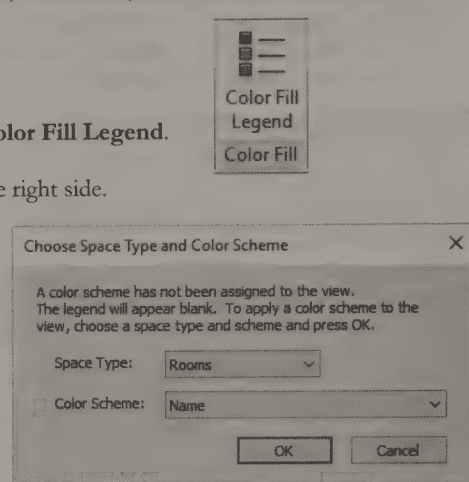 Color Fill
Legend
Color Fill
olor Fill Legend.
e right side.
Choose Space Type and Color Scheme
A color scheme has not been assigned to the view.
The legend will appear blank. To apply a color scheme to the
view, choose a space type and scheme and press OK.
Space Type: Rooms
Color Scheme: Name
OK Cancel